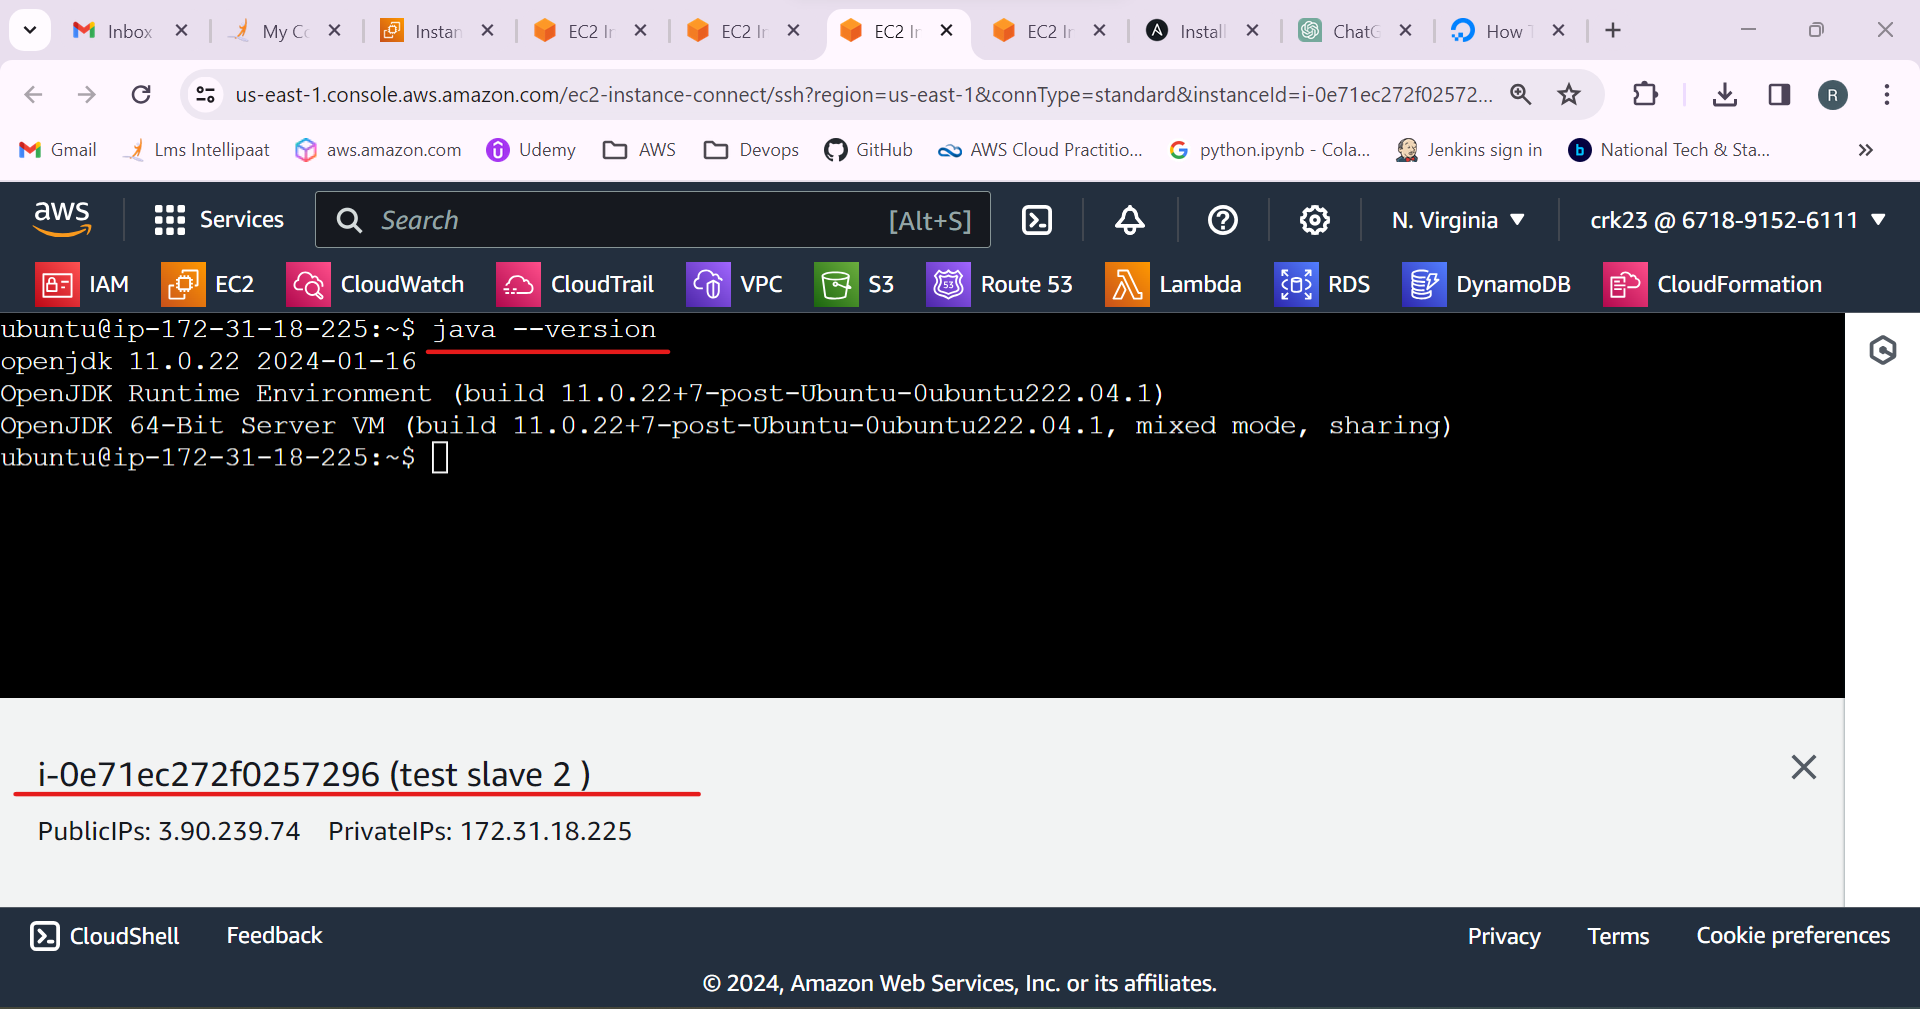 Inbox
My C
Instan
EC2 Ir
EC2 Ir
EC2 Ir
EC2 Ir
Install
ChatG
How T
us-east-1.console.aws.amazon.com/ec2-instance-connect/ssh?region=us-east-1&connType=standard&instanceId=i-0e71ec272f02572...
R
Gmail
Lms Intellipaat
aws.amazon.com
Udemy
AWS
Devops
GitHub
AWS Cloud Practitio...
python.ipynb - Cola...
Jenkins sign in
b
National Tech & Sta...
aws
Services
Search
[Alt+S]
N. Virginia
crk23 @ 6718-9152-6111
IAM
EC2
CloudWatch
CloudTrail
VPC
S3
53
Route 53
Lambda
RDS
DynamoDB
CloudFormation
ubuntu@ip-172-31-18-225:~$ java --version
openjdk 11.0.22 2024-01-16
OpenJDK Runtime Environment (build 11.0.22+7-post-Ubuntu-0ubuntu222.04.1)
OpenJDK 64-Bit Server VM (build 11.0.22+7-post-Ubuntu-0ubuntu222.04.1, mixed mode, sharing)
ubuntu@ip-172-31-18-225:~$
i-0e71ec272f0257296 (test slave 2 )
PublicIPs: 3.90.239.74 PrivateIPs: 172.31.18.225
CloudShell
Feedback
Privacy
Terms
Cookie preferences
© 2024, Amazon Web Services, Inc. or its affiliates.